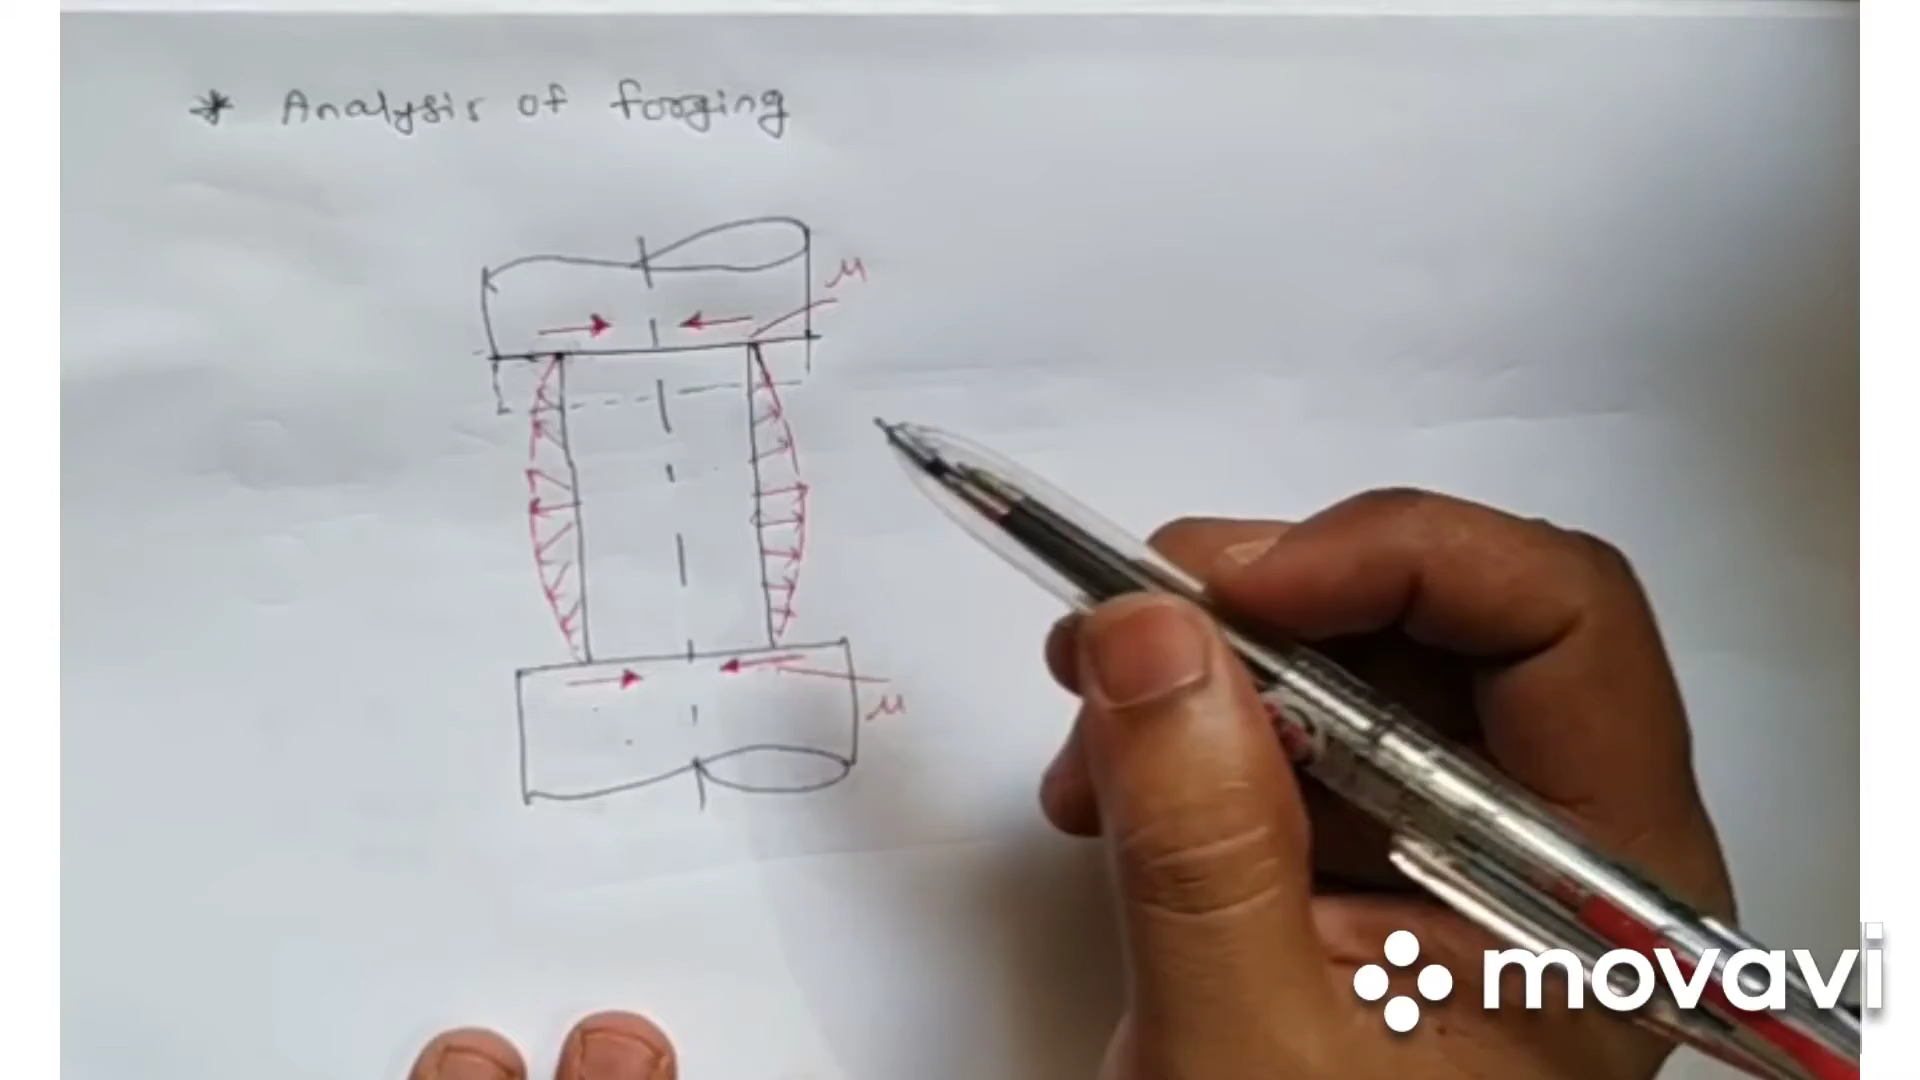 * Analysis of forging
μ
μ
movavi